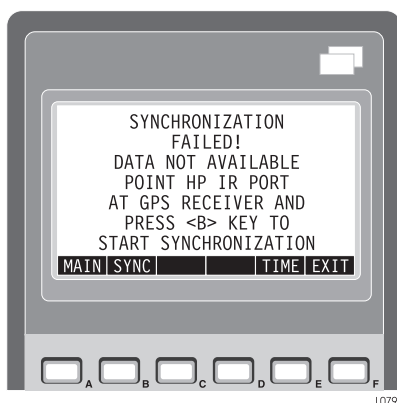 SYNCHRONIZATION
FAILED!
DATA NOT AVAILABLE
POINT HP IR PORT
AT GPS RECEIVER AND
PRESS <B> KEY TO
START SYNCHRONIZATION
MAIN SYNC TIME EXIT
A B C D E F
L079